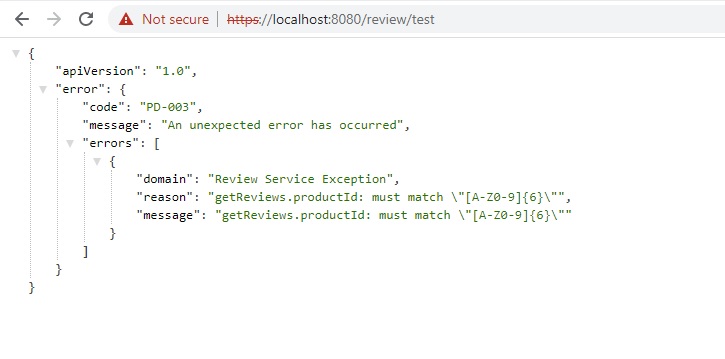 Not secure | https://localhost:8080/review/test
{
"apiVersion": "1.0",
"error": {
"code": "PD-003",
"message": "An unexpected error has occurred",
"errors": [
{
"domain": "Review Service Exception",
"reason": "getReviews.productId: must match \"[A-Z0-9]{6}\"",
"message": "getReviews.productId: must match \"[A-Z0-9]{6}\""
}
]
}
}